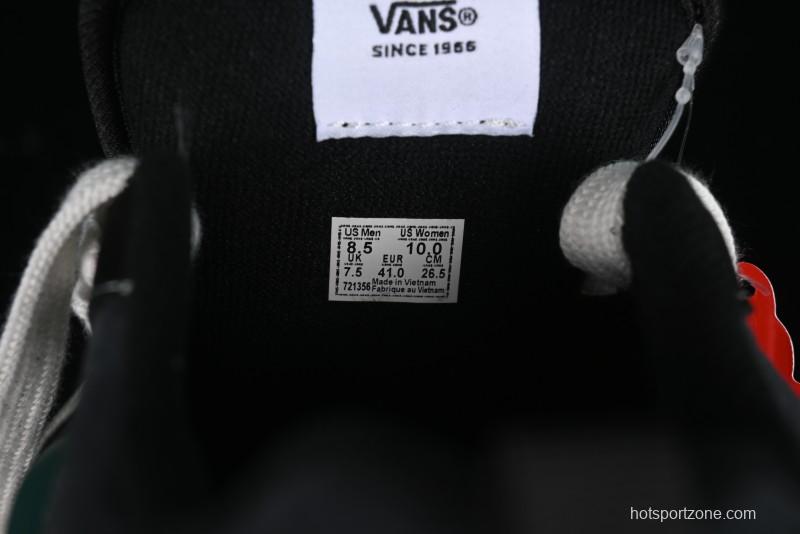 VANS®
SINCE 1966
US Men US Women
8.5 10.0
UK EUR CM
7.5 41.0 26.5
721356 Made in Vietnam
Fabrique au Vietnam
hotsportzone.com